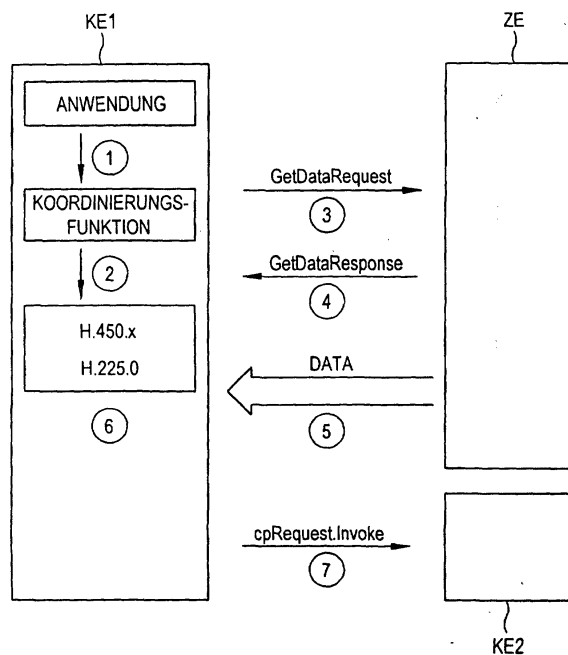 KE1
ZE
ANWENDUNG
1
GetDataRequest
KOORDINIERUNGS-
FUNKTION
3
2
GetDataResponse
4
H.450.x
H.225.0
DATA
6
5
cpRequest.Invoke
7
KE2